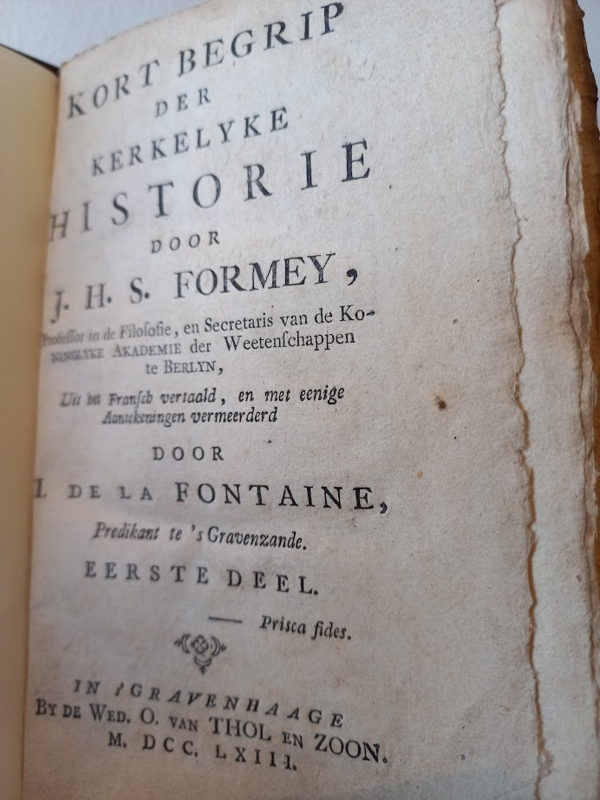 KORT BEGRIP
DER
KERKELYKE
HISTORIE
DOOR
J. H. S. FORMEY,
Professor in de Filosofie, en Secretaris van de Ko-
NINGLYKE AKADEMIE der Weetenſchappen
te BERLYN,
Uit het Franſch vertaald, en met eenige
Aantekeningen vermeerderd
DOOR
I. DE LA FONTAINE,
Predikant te 's Gravenzande.
EERSTE DEEL.
—— Prisca fides.
IN 'sGRAVENHAAGE
BY DE WED. O. VAN THOL EN ZOON.
M. DCC. LXIII.